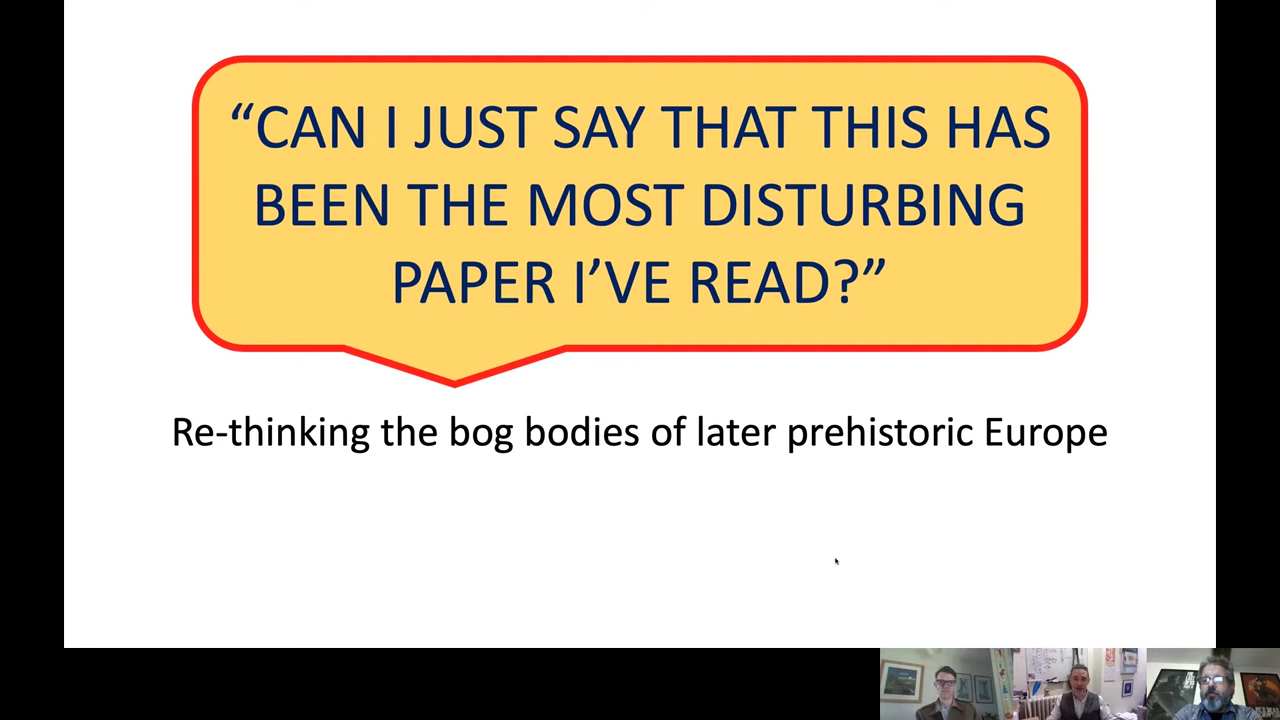 “CAN I JUST SAY THAT THIS HAS
BEEN THE MOST DISTURBING
PAPER I’VE READ?”
Re-thinking the bog bodies of later prehistoric Europe